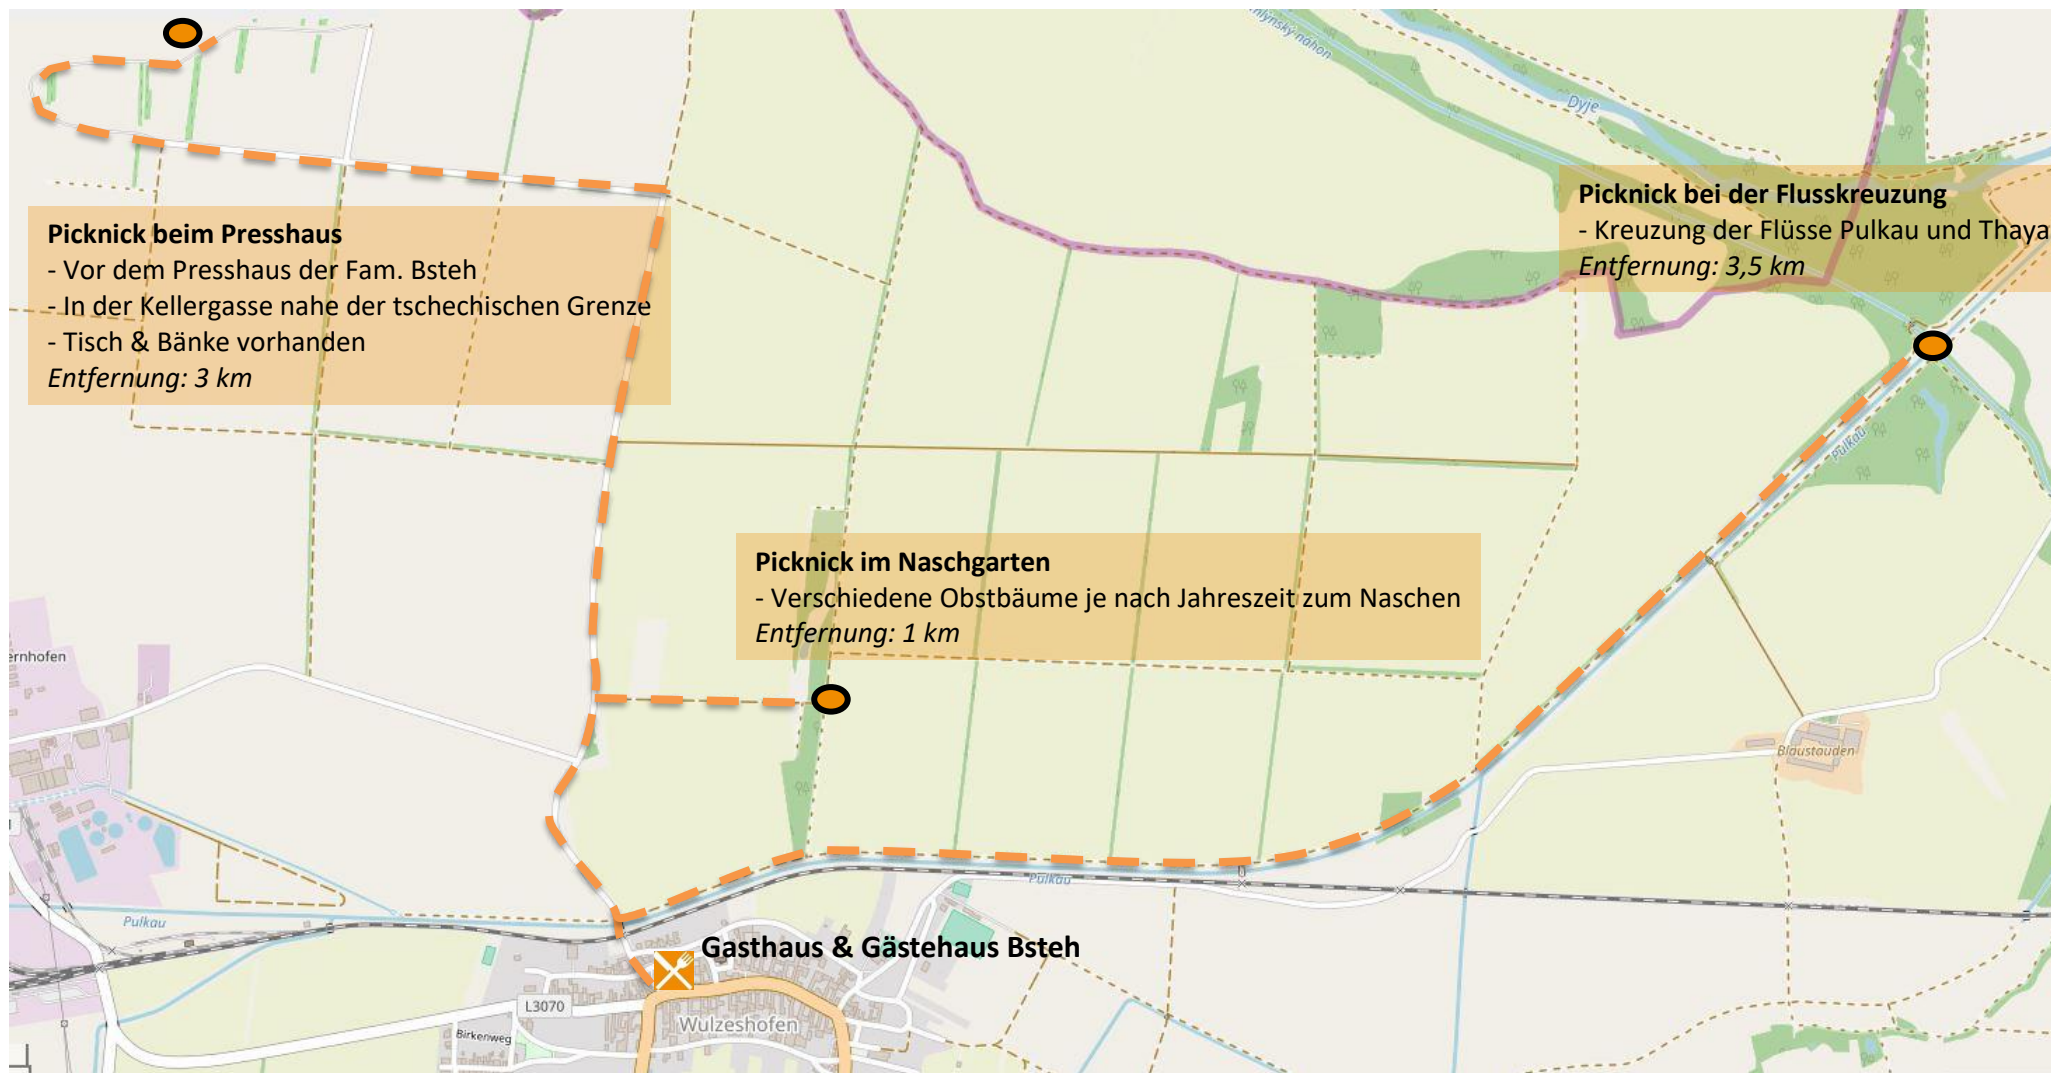 mlýnský náhon
Dyje
Picknick bei der Flusskreuzung
- Kreuzung der Flüsse Pulkau und Thaya
Entfernung: 3,5 km
Picknick beim Presshaus
- Vor dem Presshaus der Fam. Bsteh
- In der Kellergasse nahe der tschechischen Grenze
- Tisch & Bänke vorhanden
Entfernung: 3 km
Pulkau
Picknick im Naschgarten
- Verschiedene Obstbäume je nach Jahreszeit zum Naschen
Entfernung: 1 km
ernhofen
Blaustauden
Pulkau
Pulkau
Gasthaus & Gästehaus Bsteh
L3070
Wulzeshofen
Birkenweg